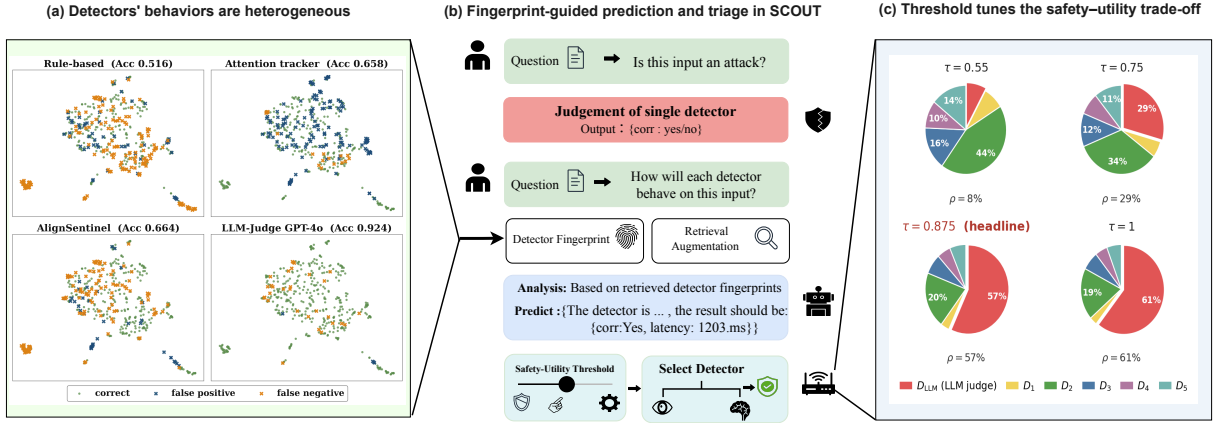 (a) Detectors' behaviors are heterogeneous
Rule-based (Acc 0.516)
Attention tracker (Acc 0.658)
AlignSentinel (Acc 0.664)
LLM-Judge GPT-4o (Acc 0.924)
correct
false positive
false negative
(b) Fingerprint-guided prediction and triage in SCOUT
Question
Is this input an attack?
Judgement of single detector
Output：{corr : yes/no}
Question
How will each detector
behave on this input?
Detector Fingerprint
Retrieval
Augmentation
Analysis: Based on retrieved detector fingerprints
Predict :{The detector is ... , the result should be:
{corr:Yes, latency: 1203.ms}}
Safety-Utility Threshold
Select Detector
(c) Threshold tunes the safety–utility trade-off
τ = 0.55
14%
10%
16%
44%
ρ = 8%
τ = 0.75
11%
29%
12%
34%
ρ = 29%
τ = 0.875 (headline)
20%
57%
ρ = 57%
τ = 1
19%
61%
ρ = 61%
D_LLM (LLM judge)
D_1
D_2
D_3
D_4
D_5